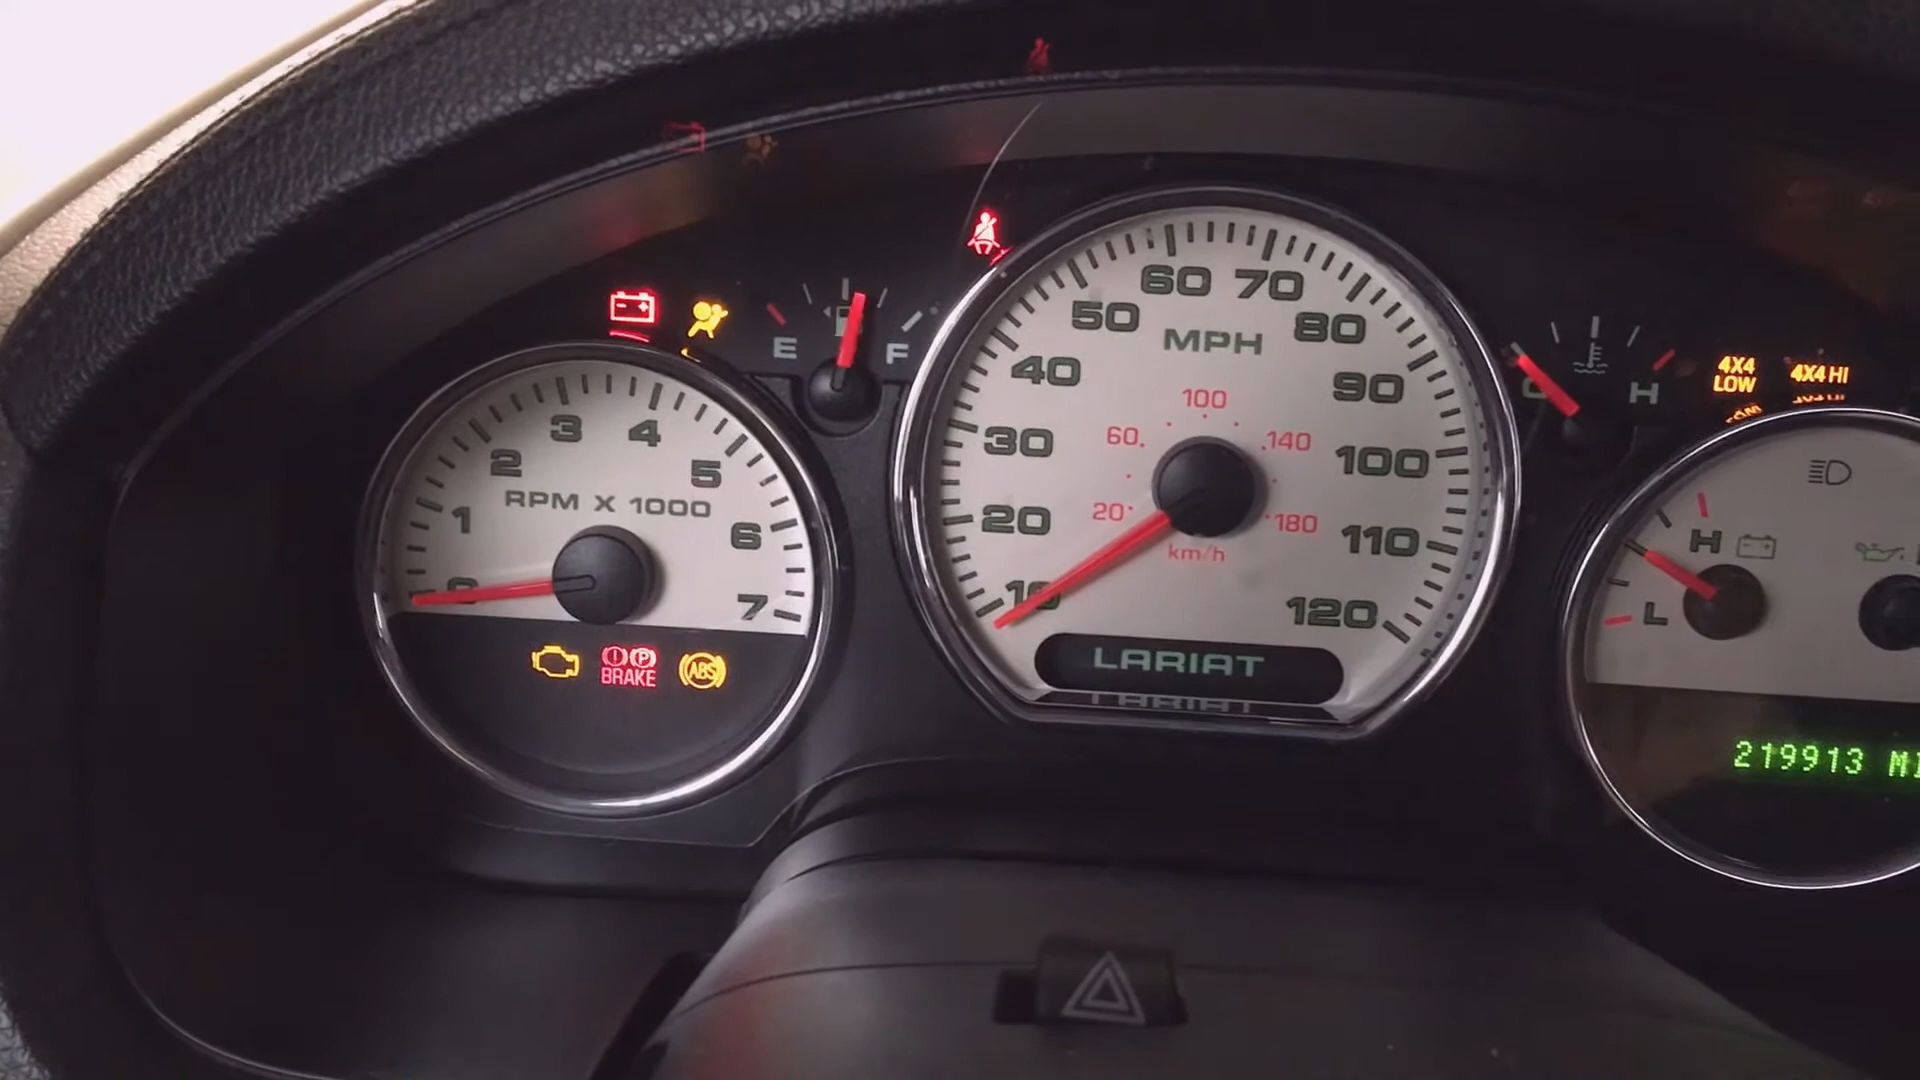 E F
0 1 2 3 4 5 6 7
RPM X 1000
BRAKE
P
ABS
10 20 30 40 50 60 70 80 90 100 110 120
MPH
20 60 100 140 180
km/h
LARIAT
C H
4X4 LOW
4X4 HI
H
L
219913 MI